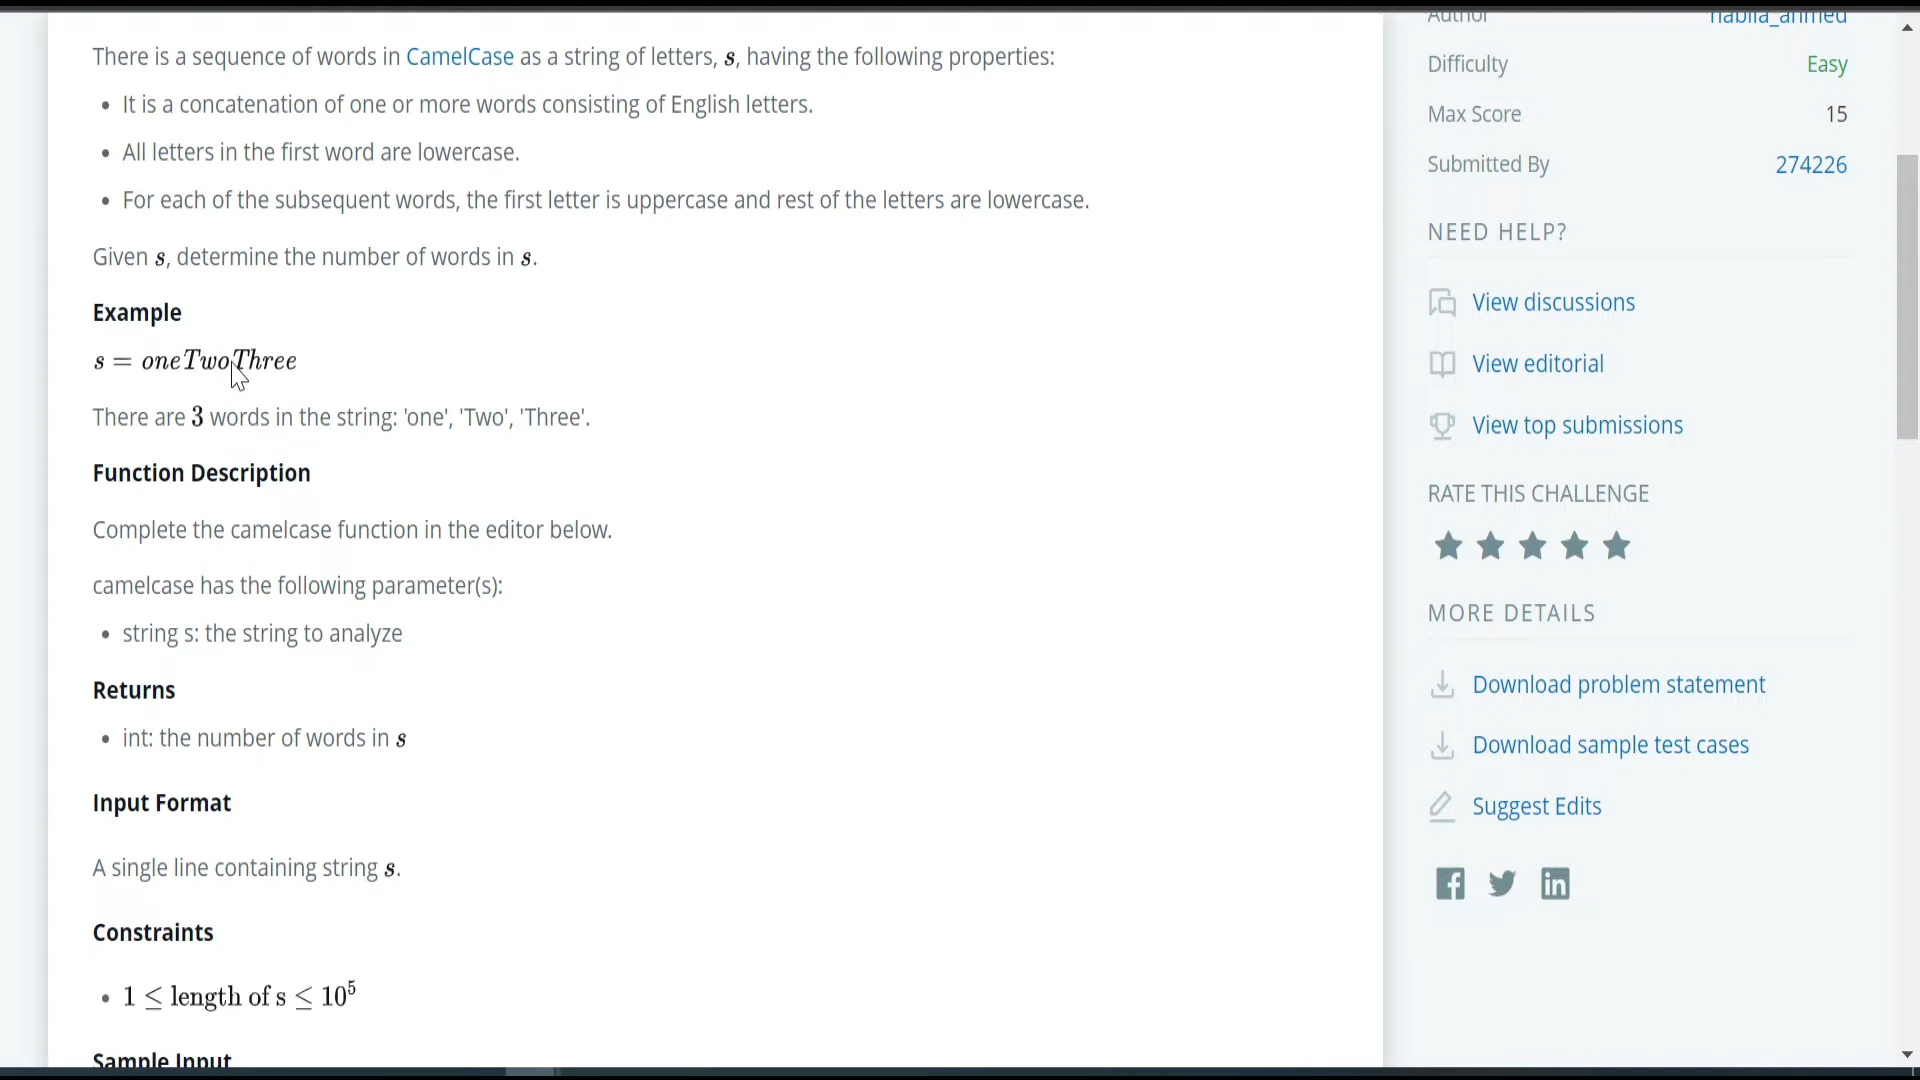 There is a sequence of words in CamelCase as a string of letters, s, having the following properties:
• It is a concatenation of one or more words consisting of English letters.
• All letters in the first word are lowercase.
• For each of the subsequent words, the first letter is uppercase and rest of the letters are lowercase.
Given s, determine the number of words in s.
Example
s = oneTwoThree
There are 3 words in the string: 'one', 'Two', 'Three'.
Function Description
Complete the camelcase function in the editor below.
camelcase has the following parameter(s):
• string s: the string to analyze
Returns
• int: the number of words in s
Input Format
A single line containing string s.
Constraints
• 1 ≤ length of s ≤ 10⁵
Sample Input
Author nabila_ahmed
Difficulty Easy
Max Score 15
Submitted By 274226
NEED HELP?
View discussions
View editorial
View top submissions
RATE THIS CHALLENGE
MORE DETAILS
Download problem statement
Download sample test cases
Suggest Edits